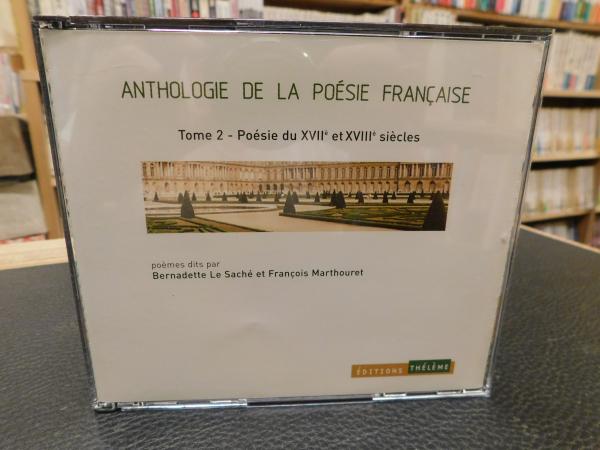 ANTHOLOGIE DE LA POÉSIE FRANÇAISE
Tome 2 - Poésie du XVIIe et XVIIIe siècles
poèmes dits par
Bernadette Le Saché et François Marthouret
ÉDITIONS THÉLÈME